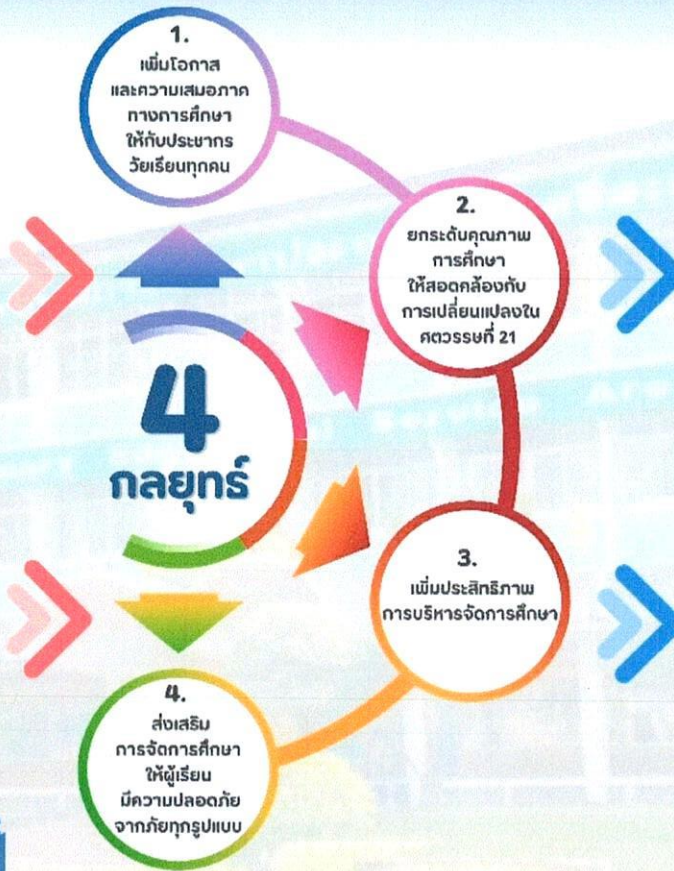 1.
เพิ่มโอกาส
และความเสมอภาค
ทางการศึกษา
ให้กับประชากร
วัยเรียนทุกคน
2.
ยกระดับคุณภาพ
การศึกษา
ให้สอดคล้องกับ
การเปลี่ยนแปลงใน
ศตวรรษที่ 21
4
กลยุทธ์
3.
เพิ่มประสิทธิภาพ
การบริหารจัดการศึกษา
4.
ส่งเสริม
การจัดการศึกษา
ให้ผู้เรียน
มีความปลอดภัย
จากภัยทุกรูปแบบ